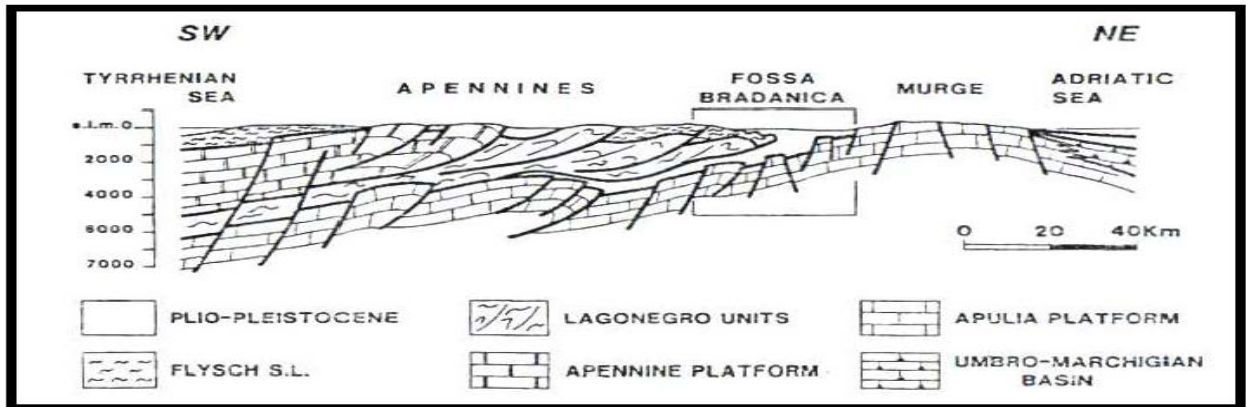 SW
NE
TYRRHENIAN SEA
APENNINES
FOSSA BRADANICA
MURGE
ADRIATIC SEA
s.l.m.0
2000
4000
6000
7000
0 20 40Km
PLIO-PLEISTOCENE
LAGONEGRO UNITS
APULIA PLATFORM
FLYSCH S.L.
APENNINE PLATFORM
UMBRO-MARCHIGIAN BASIN